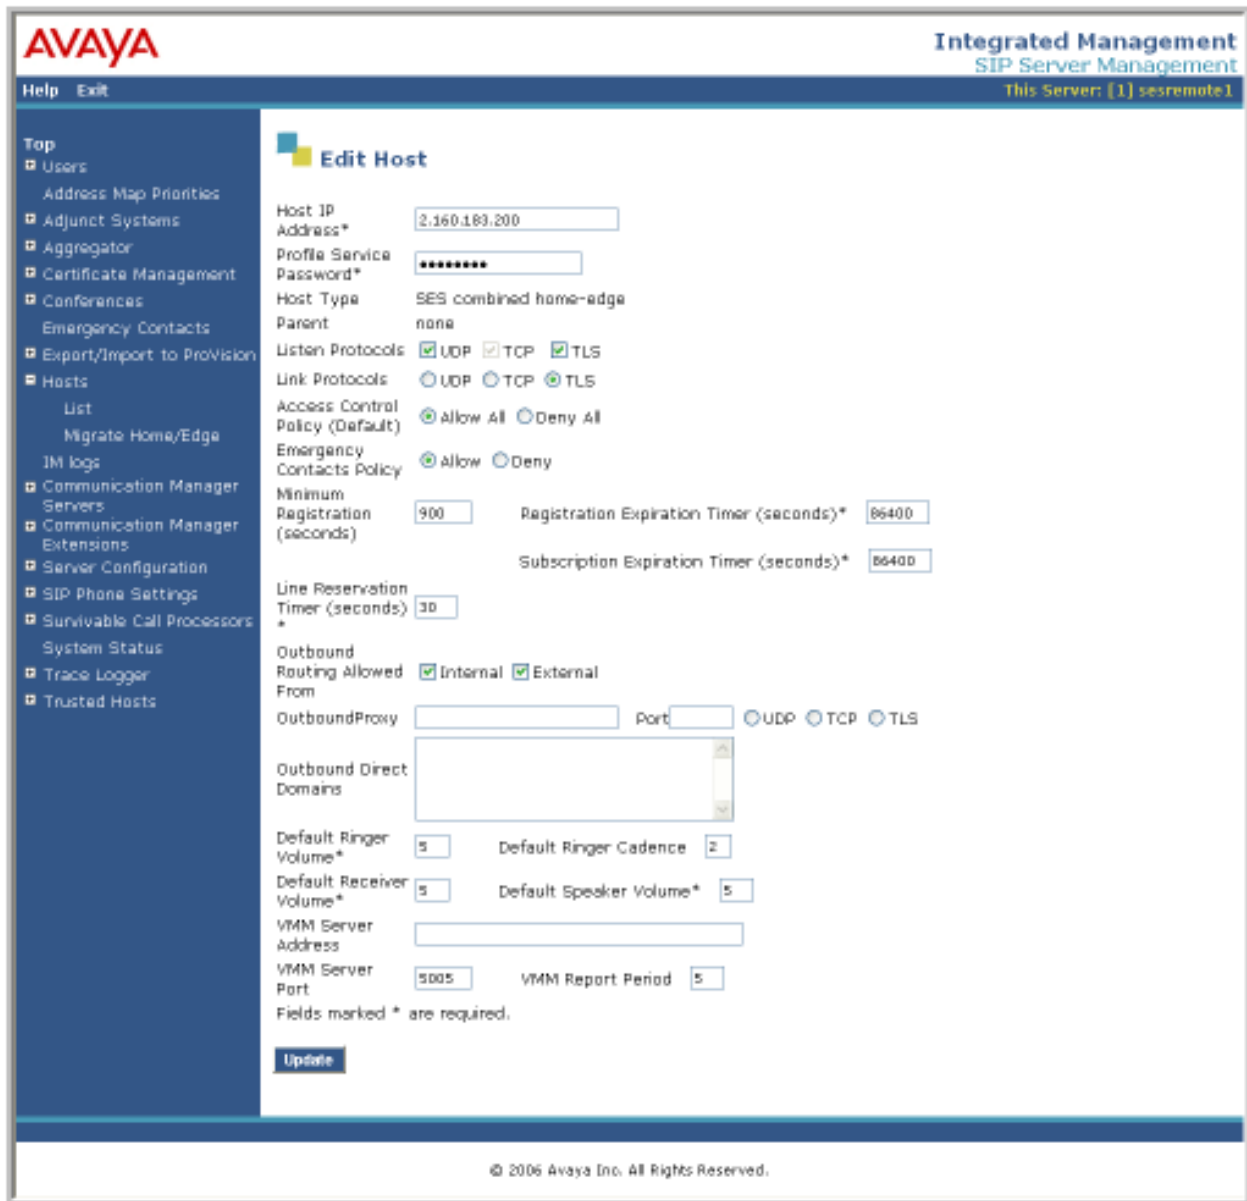 AVAYA
Integrated Management
SIP Server Management
Help Exit
This Server: [1] sesremote1
Top
Users
Address Map Priorities
Adjunct Systems
Aggregator
Certificate Management
Conferences
Emergency Contacts
Export/Import to ProVision
Hosts
List
Migrate Home/Edge
IM logs
Communication Manager
Servers
Communication Manager
Extensions
Server Configuration
SIP Phone Settings
Survivable Call Processors
System Status
Trace Logger
Trusted Hosts
Edit Host
Host IP
Address*
2.160.183.200
Profile Service
Password*
Host Type SES combined home-edge
Parent none
Listen Protocols UDP TCP TLS
Link Protocols UDP TCP TLS
Access Control
Policy (Default)
Allow All Deny All
Emergency
Contacts Policy
Allow Deny
Minimum
Registration
(seconds)
900 Registration Expiration Timer (seconds)* 86400
Subscription Expiration Timer (seconds)* 86400
Line Reservation
Timer (seconds)
*
30
Outbound
Routing Allowed
From
Internal External
OutboundProxy Port UDP TCP TLS
Outbound Direct
Domains
Default Ringer
Volume*
5 Default Ringer Cadence 2
Default Receiver
Volume*
5 Default Speaker Volume* 5
VMM Server
Address
VMM Server
Port
5005 VMM Report Period 5
Fields marked * are required.
Update
© 2006 Avaya Inc. All Rights Reserved.